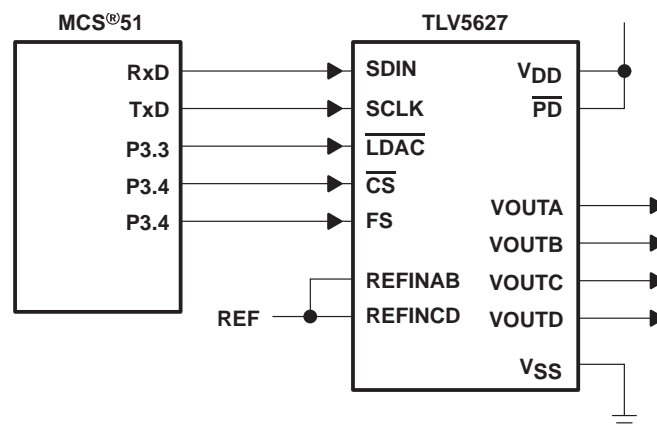 MCS®51
TLV5627
RxD
TxD
P3.3
P3.4
P3.4
SDIN
SCLK
LDAC
CS
FS
REFINAB
REFINCD
REF
VDD
PD
VOUTA
VOUTB
VOUTC
VOUTD
VSS